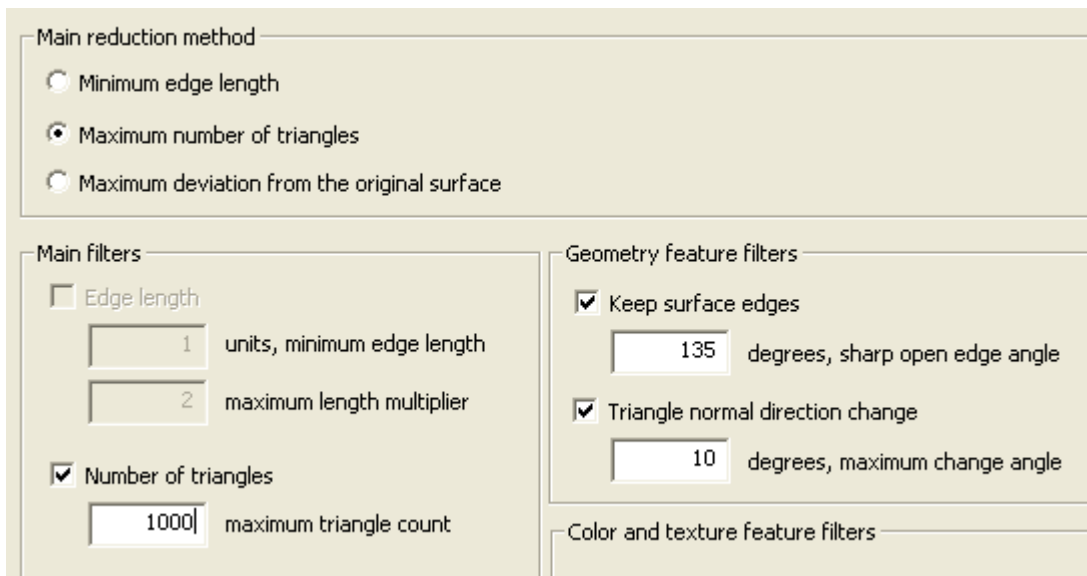 Main reduction method
Minimum edge length
Maximum number of triangles
Maximum deviation from the original surface
Main filters
Edge length
1 units, minimum edge length
2 maximum length multiplier
Number of triangles
1000 maximum triangle count
Geometry feature filters
Keep surface edges
135 degrees, sharp open edge angle
Triangle normal direction change
10 degrees, maximum change angle
Color and texture feature filters